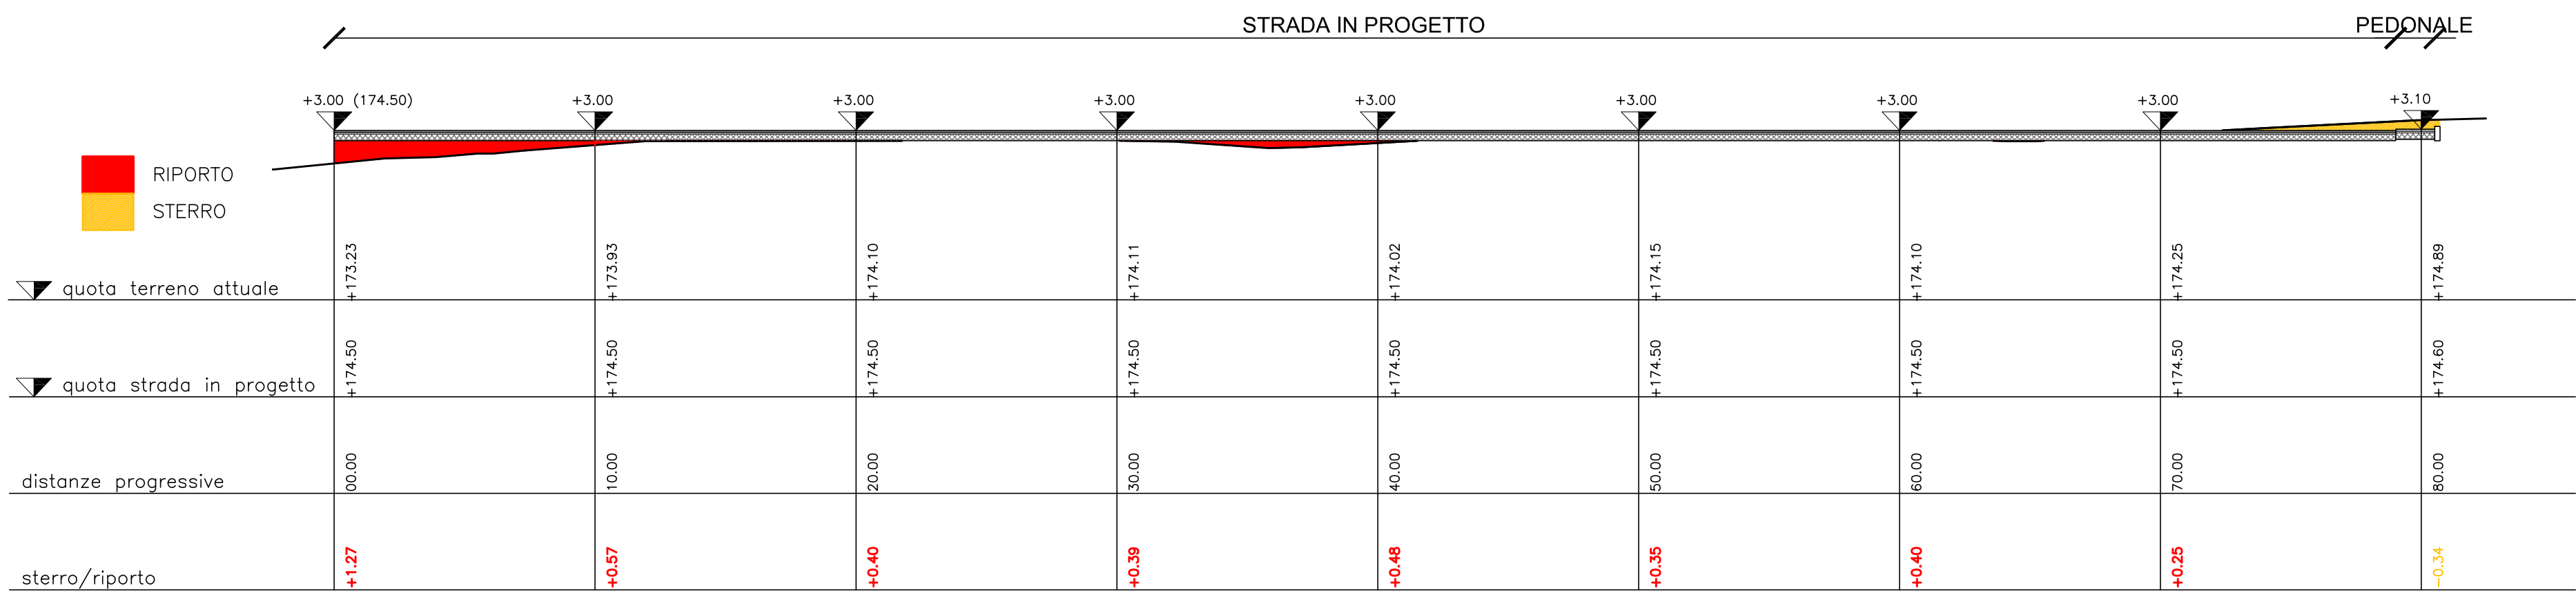 STRADA IN PROGETTO PEDONALE
+3.00 (174.50) +3.00 +3.00 +3.00 +3.00 +3.00 +3.00 +3.00 +3.10
RIPORTO
STERRO
quota terreno attuale +173.23 +173.93 +174.10 +174.11 +174.02 +174.15 +174.10 +174.25 +174.89
quota strada in progetto +174.50 +174.50 +174.50 +174.50 +174.50 +174.50 +174.50 +174.50 +174.60
distanze progressive 00.00 10.00 20.00 30.00 40.00 50.00 60.00 70.00 80.00
sterro/riporto +1.27 +0.57 +0.40 +0.39 +0.48 +0.35 +0.40 +0.25 -0.34